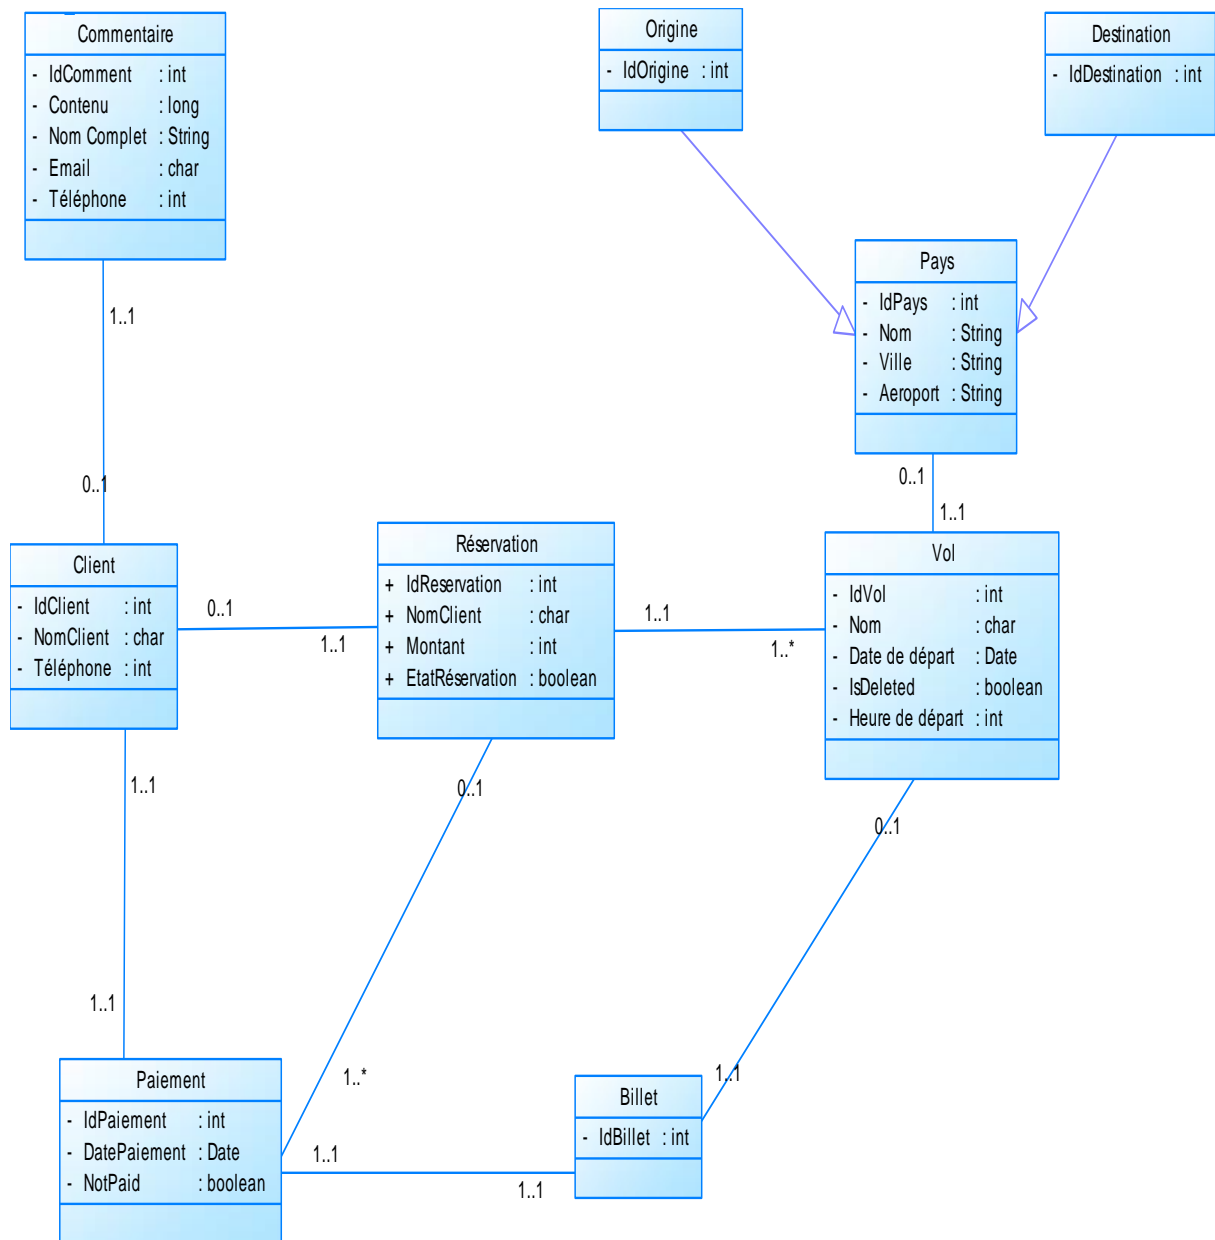 Commentaire
- IdComment : int
- Contenu : long
- Nom Complet : String
- Email : char
- Téléphone : int
Origine
- IdOrigine : int
Destination
- IdDestination : int
Pays
- IdPays : int
- Nom : String
- Ville : String
- Aeroport : String
1..1
0..1
0..1
1..1
Client
- IdClient : int
- NomClient : char
- Téléphone : int
0..1
1..1
Réservation
+ IdReservation : int
+ NomClient : char
+ Montant : int
+ EtatRéservation : boolean
1..1
1..*
Vol
- IdVol : int
- Nom : char
- Date de départ : Date
- IsDeleted : boolean
- Heure de départ : int
1..1
0..1
0..1
1..1
1..*
1..1
Paiement
- IdPaiement : int
- DatePaiement : Date
- NotPaid : boolean
1..1
1..1
Billet
- IdBillet : int